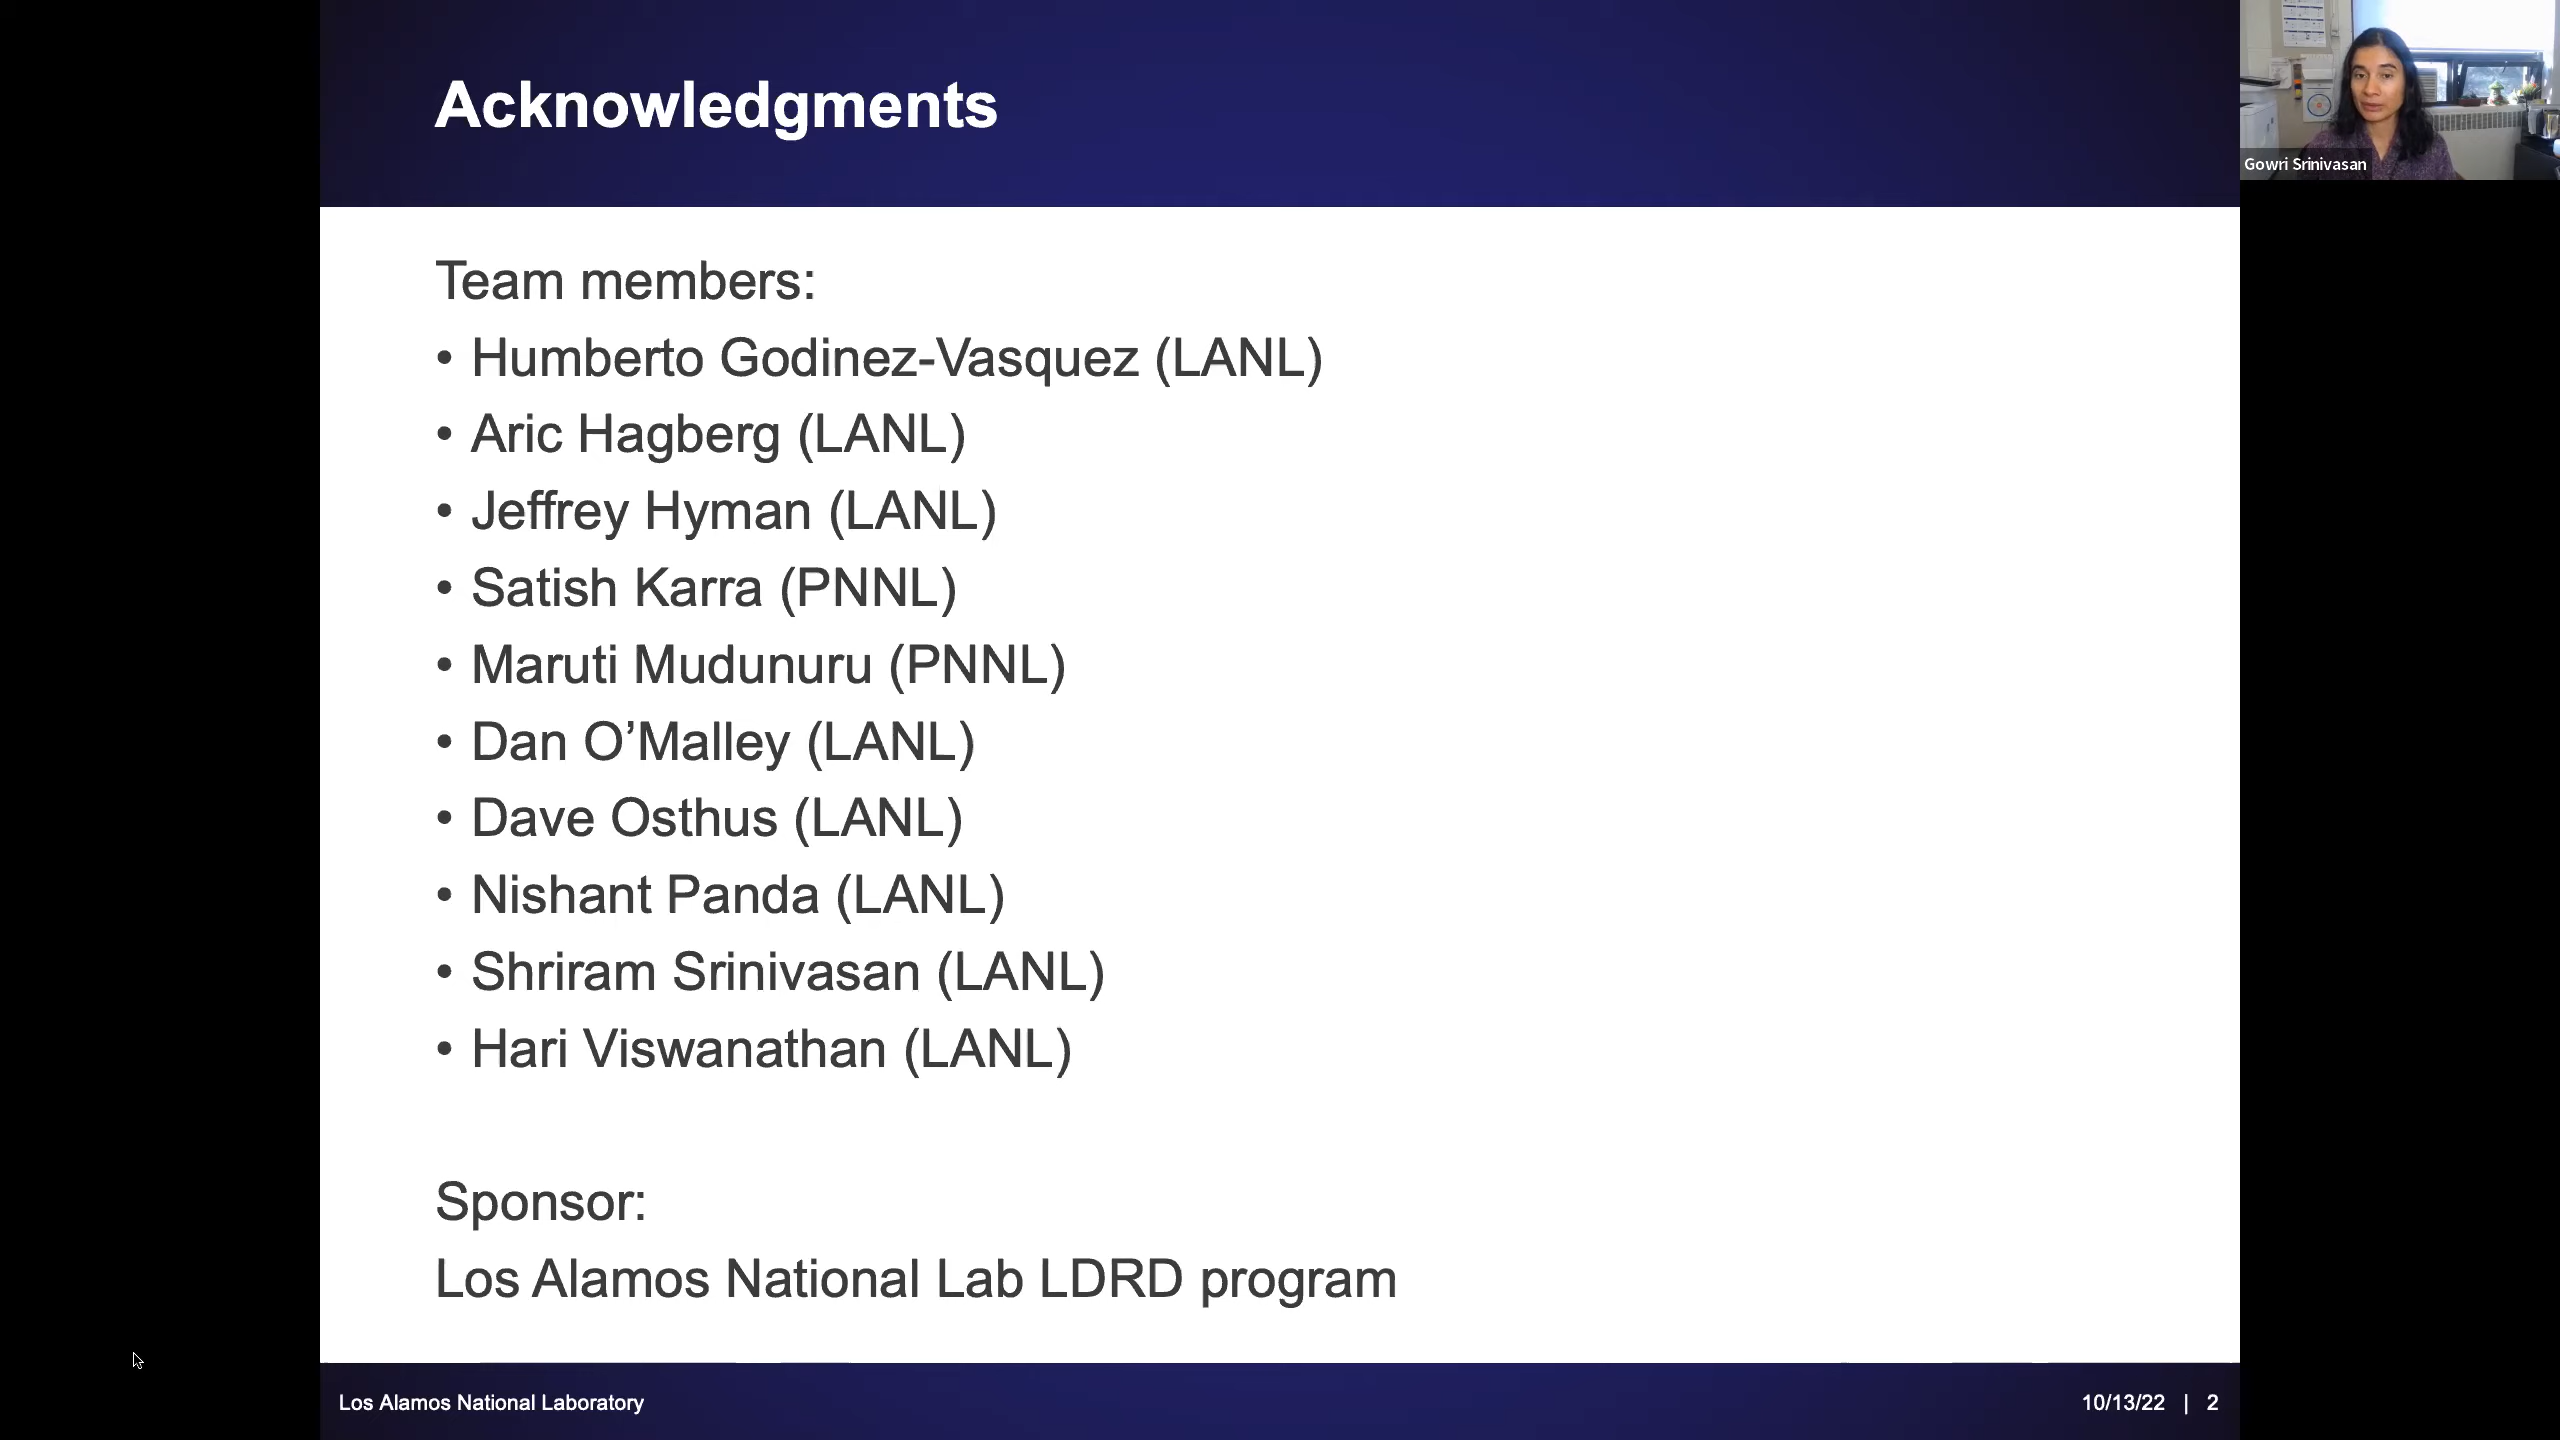 Acknowledgments
Gowri Srinivasan
Team members:
• Humberto Godinez-Vasquez (LANL)
• Aric Hagberg (LANL)
• Jeffrey Hyman (LANL)
• Satish Karra (PNNL)
• Maruti Mudunuru (PNNL)
• Dan O’Malley (LANL)
• Dave Osthus (LANL)
• Nishant Panda (LANL)
• Shriram Srinivasan (LANL)
• Hari Viswanathan (LANL)
Sponsor:
Los Alamos National Lab LDRD program
Los Alamos National Laboratory
10/13/22 | 2